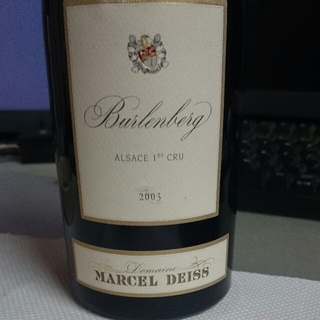 Burlenberg
ALSACE 1er CRU
2003
Domaine
MARCEL DEISS